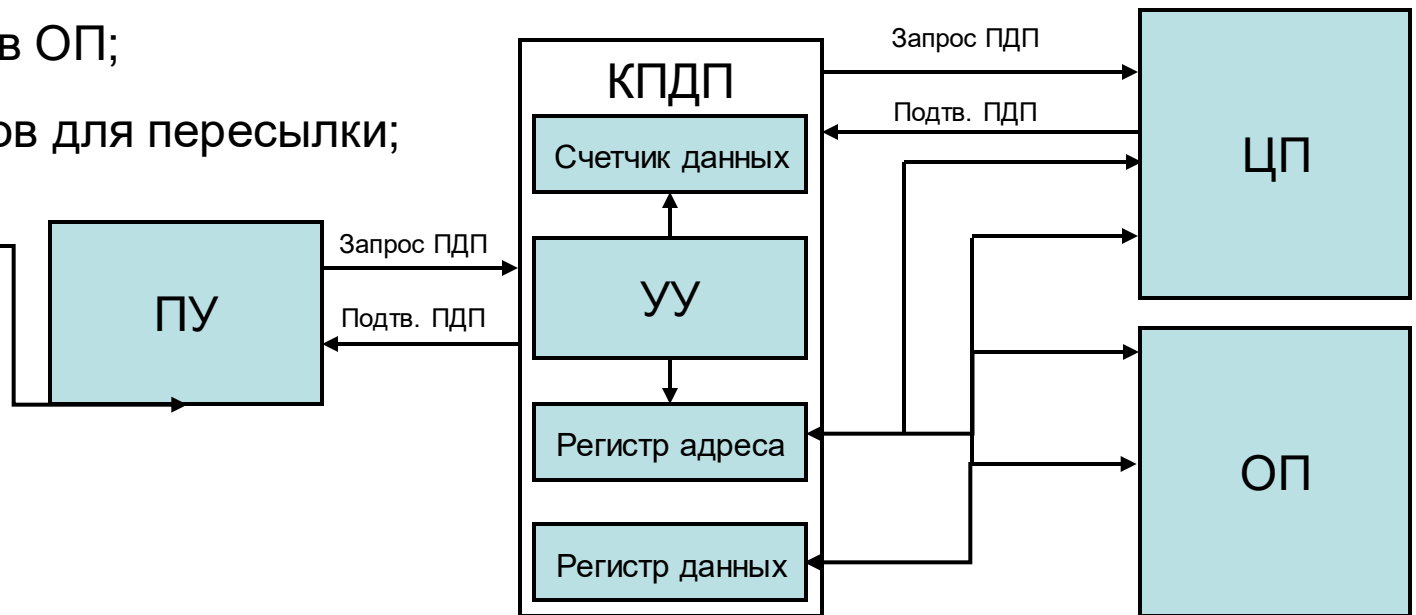 в ОП;
ов для пересылки;
КПДП
Запрос ПДП
Подтв. ПДП
ЦП
Счетчик данных
ПУ
Запрос ПДП
Подтв. ПДП
УУ
Регистр адреса
ОП
Регистр данных